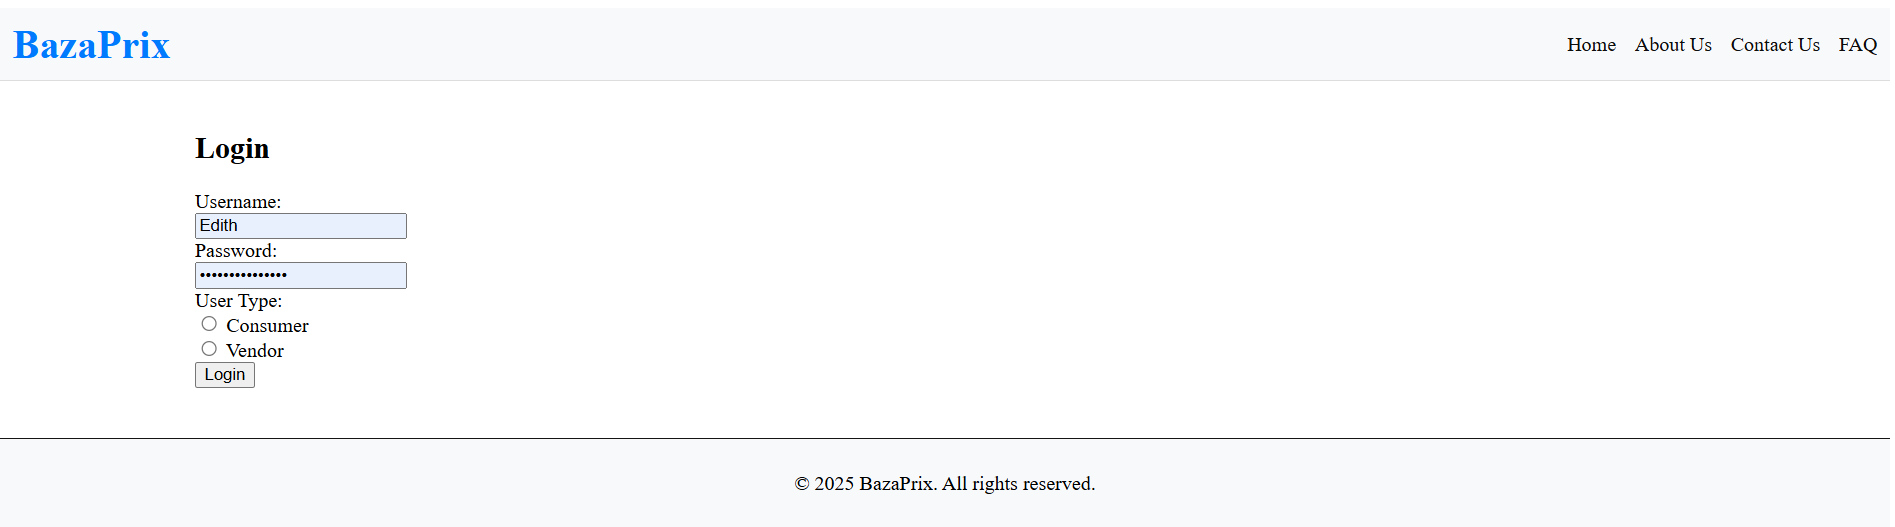 BazaPrix
Home About Us Contact Us FAQ
Login
Username:
Edith
Password:
•••••••••••••••
User Type:
Consumer
Vendor
Login
© 2025 BazaPrix. All rights reserved.